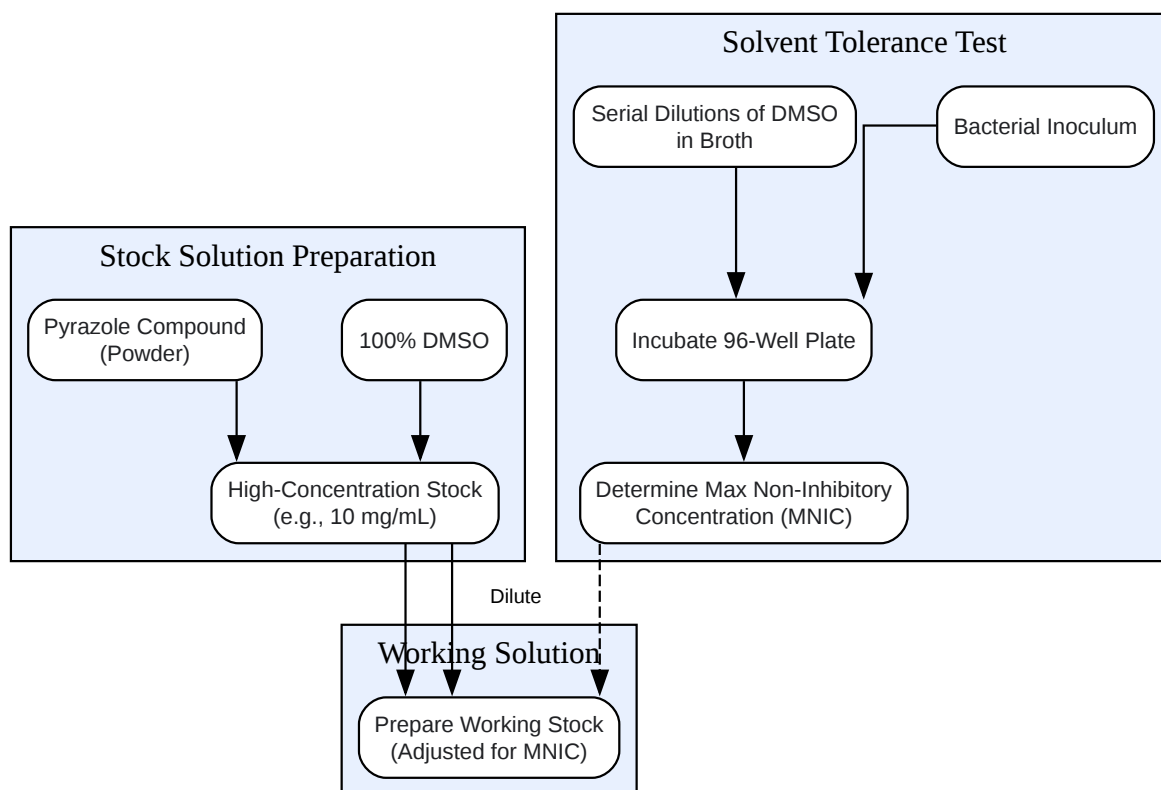 Solvent Tolerance Test
Serial Dilutions of DMSO
in Broth
Bacterial Inoculum
Stock Solution Preparation
Pyrazole Compound
(Powder)
100% DMSO
Incubate 96-Well Plate
High-Concentration Stock
(e.g., 10 mg/mL)
Determine Max Non-Inhibitory
Concentration (MNIC)
Dilute
Working Solution
Prepare Working Stock
(Adjusted for MNIC)